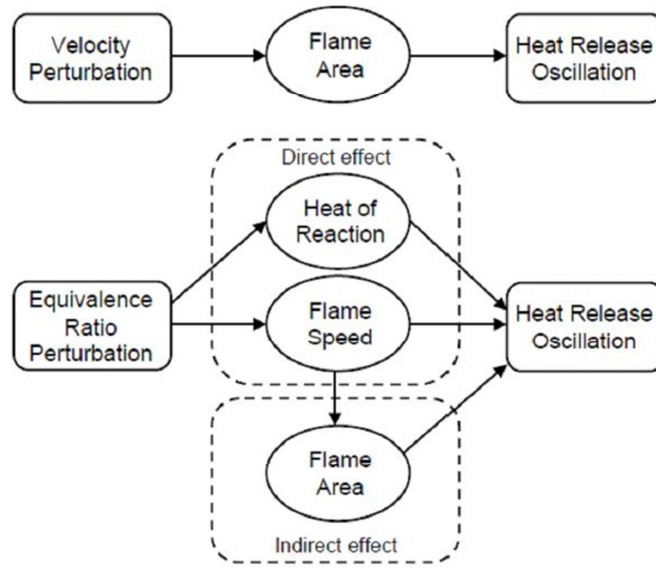 Velocity
Perturbation
Flame
Area
Heat Release
Oscillation
Direct effect
Heat of
Reaction
Equivalence
Ratio
Perturbation
Flame
Speed
Heat Release
Oscillation
Flame
Area
Indirect effect